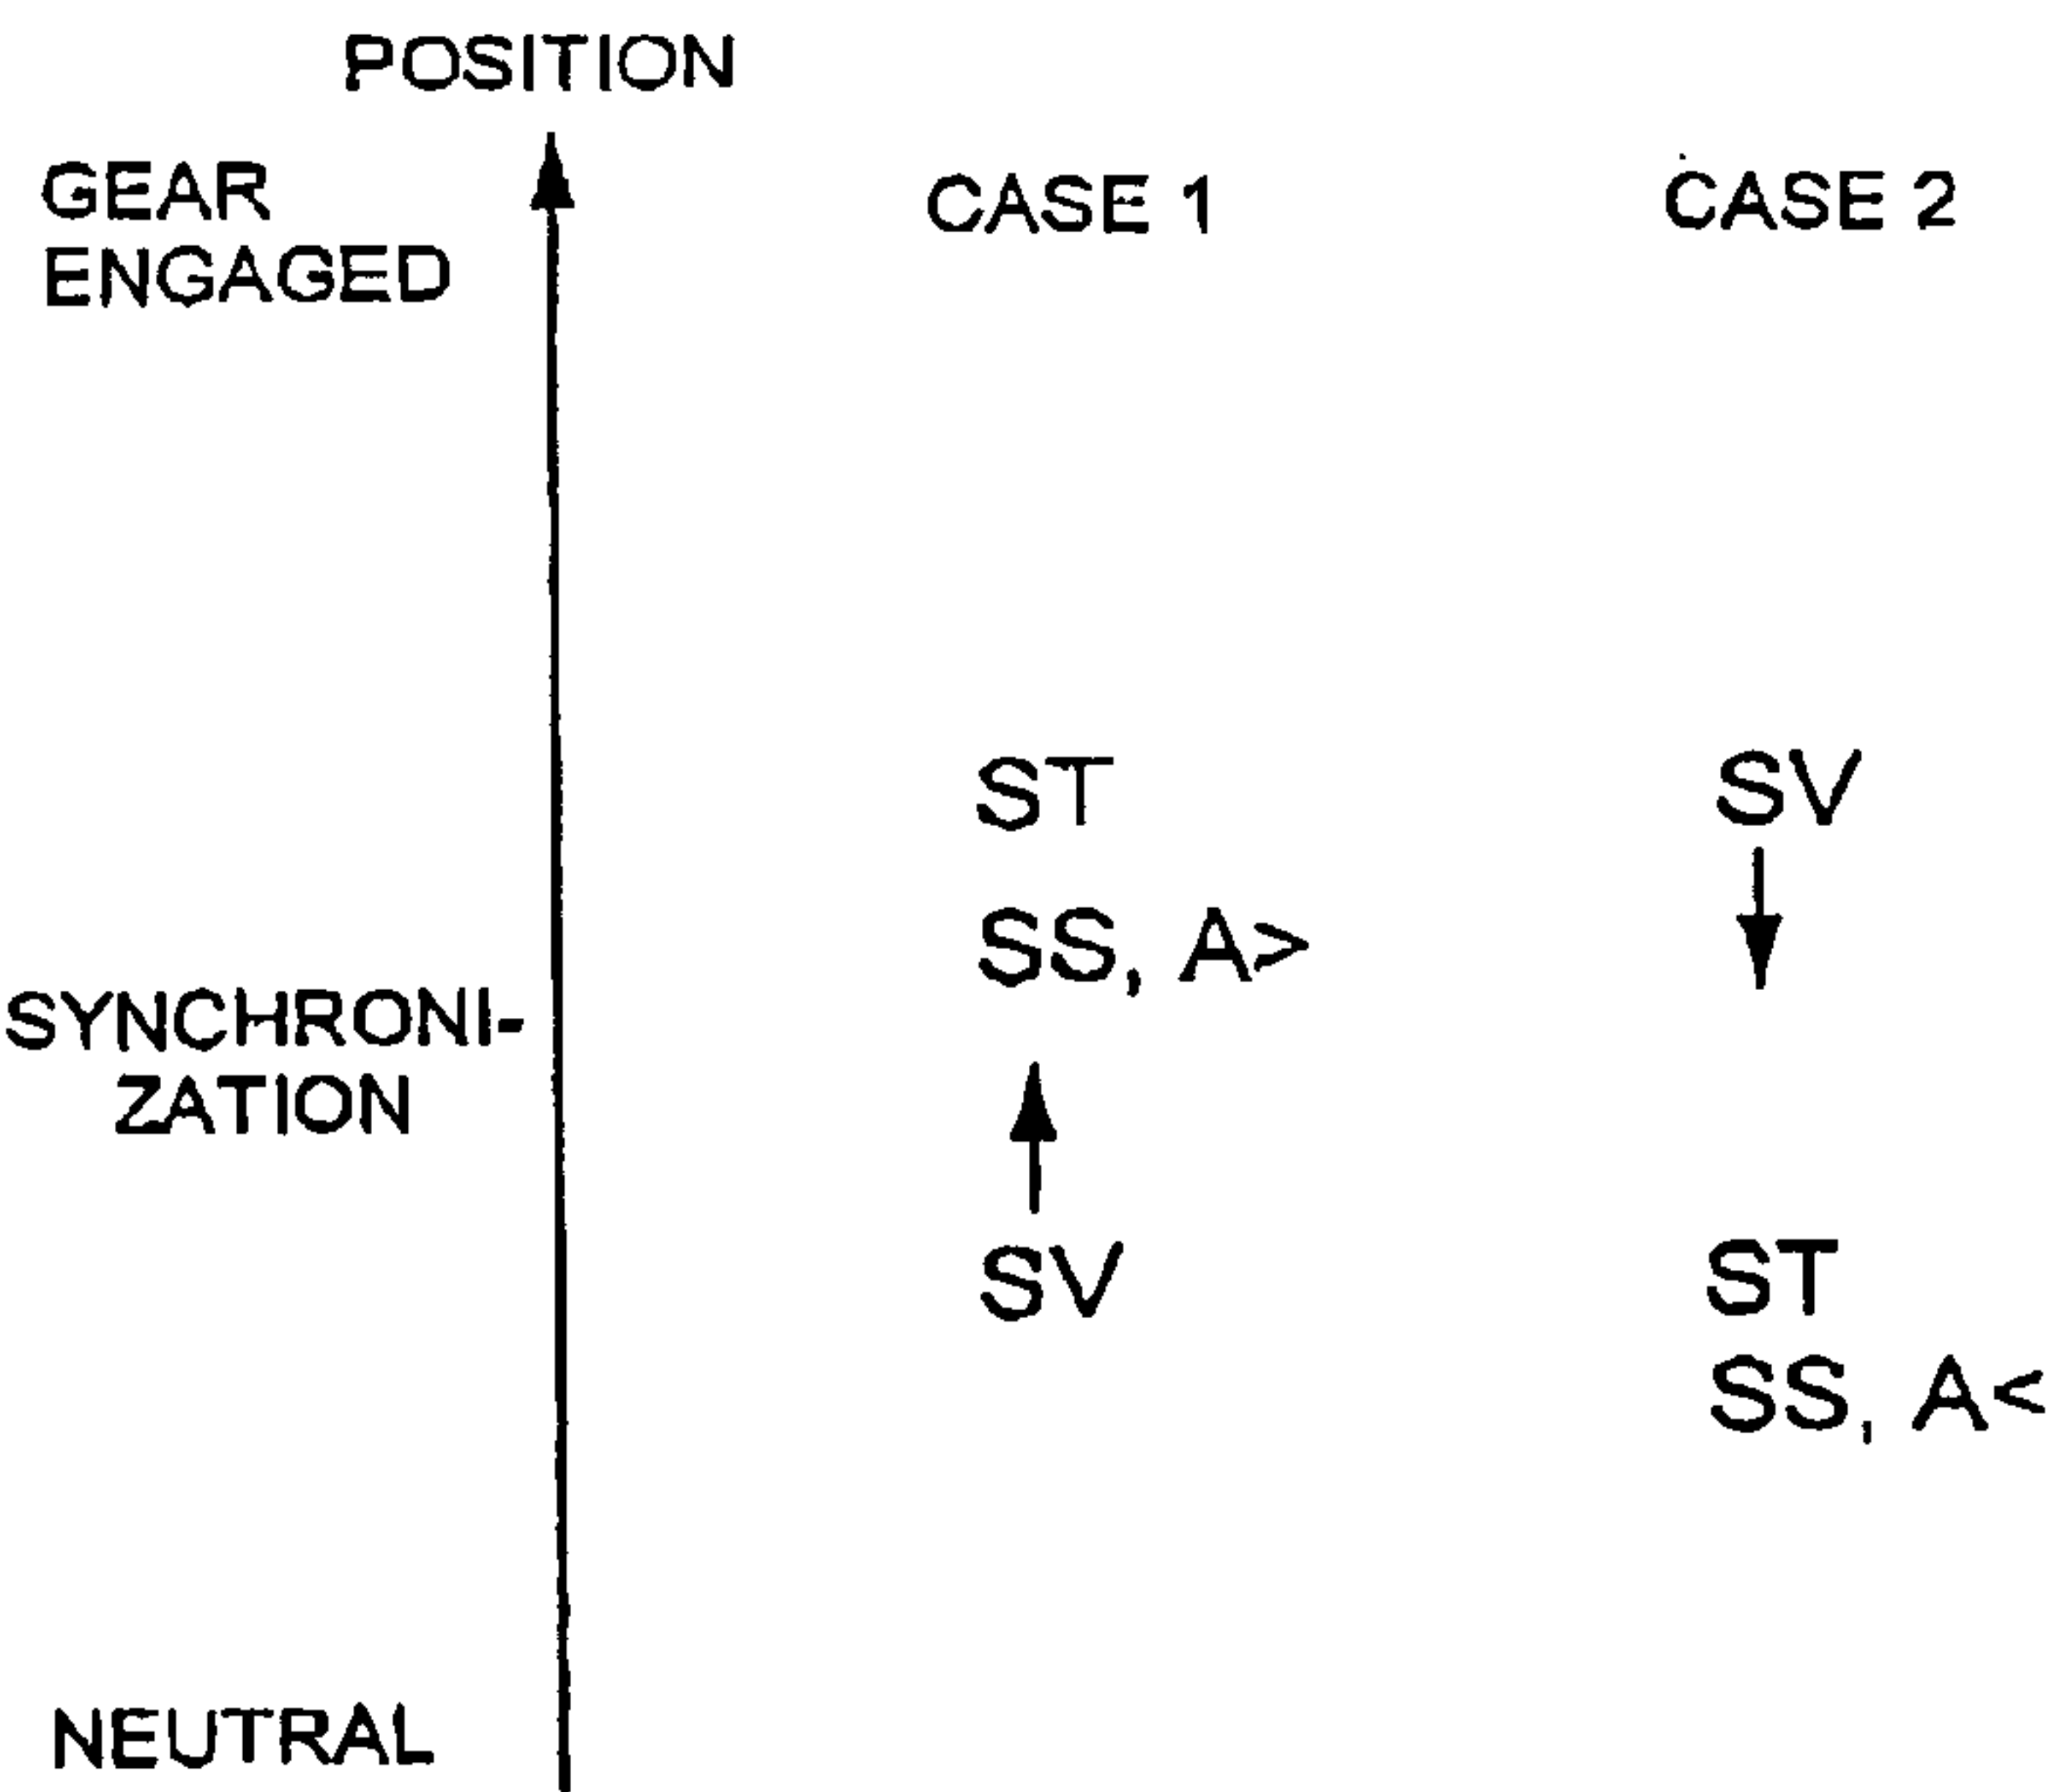 POSITION
GEAR
ENGAGED
CASE 1
CASE 2
ST
SV
SS, A>
SYNCHRONI-
ZATION
SV
ST
SS, A<
NEUTRAL